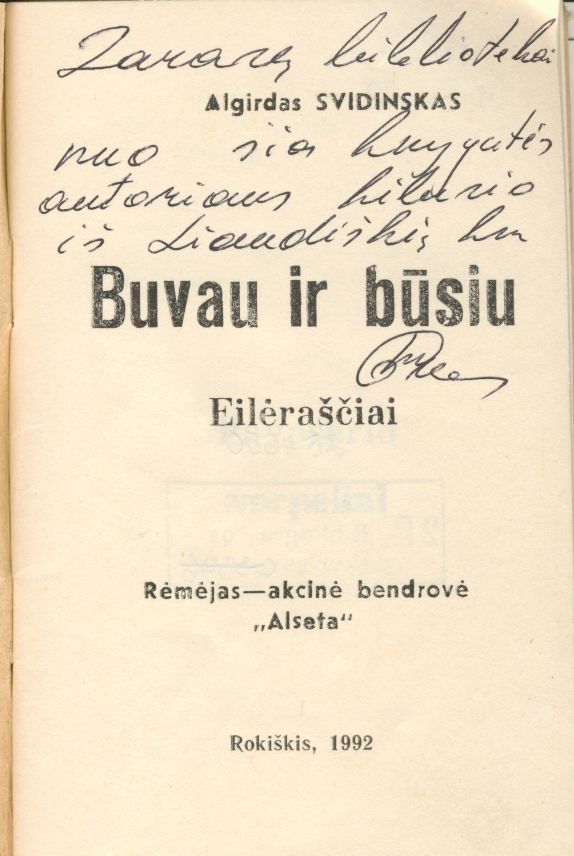 Zarasų bibliotekai
Algirdas SVIDINSKAS
nuo šios knygutės
autoriaus kilusio
iš Liaudiškių km
Buvau ir būsiu
Eilėraščiai
Rėmėjas—akcinė bendrovė
„Alseta“
Rokiškis, 1992